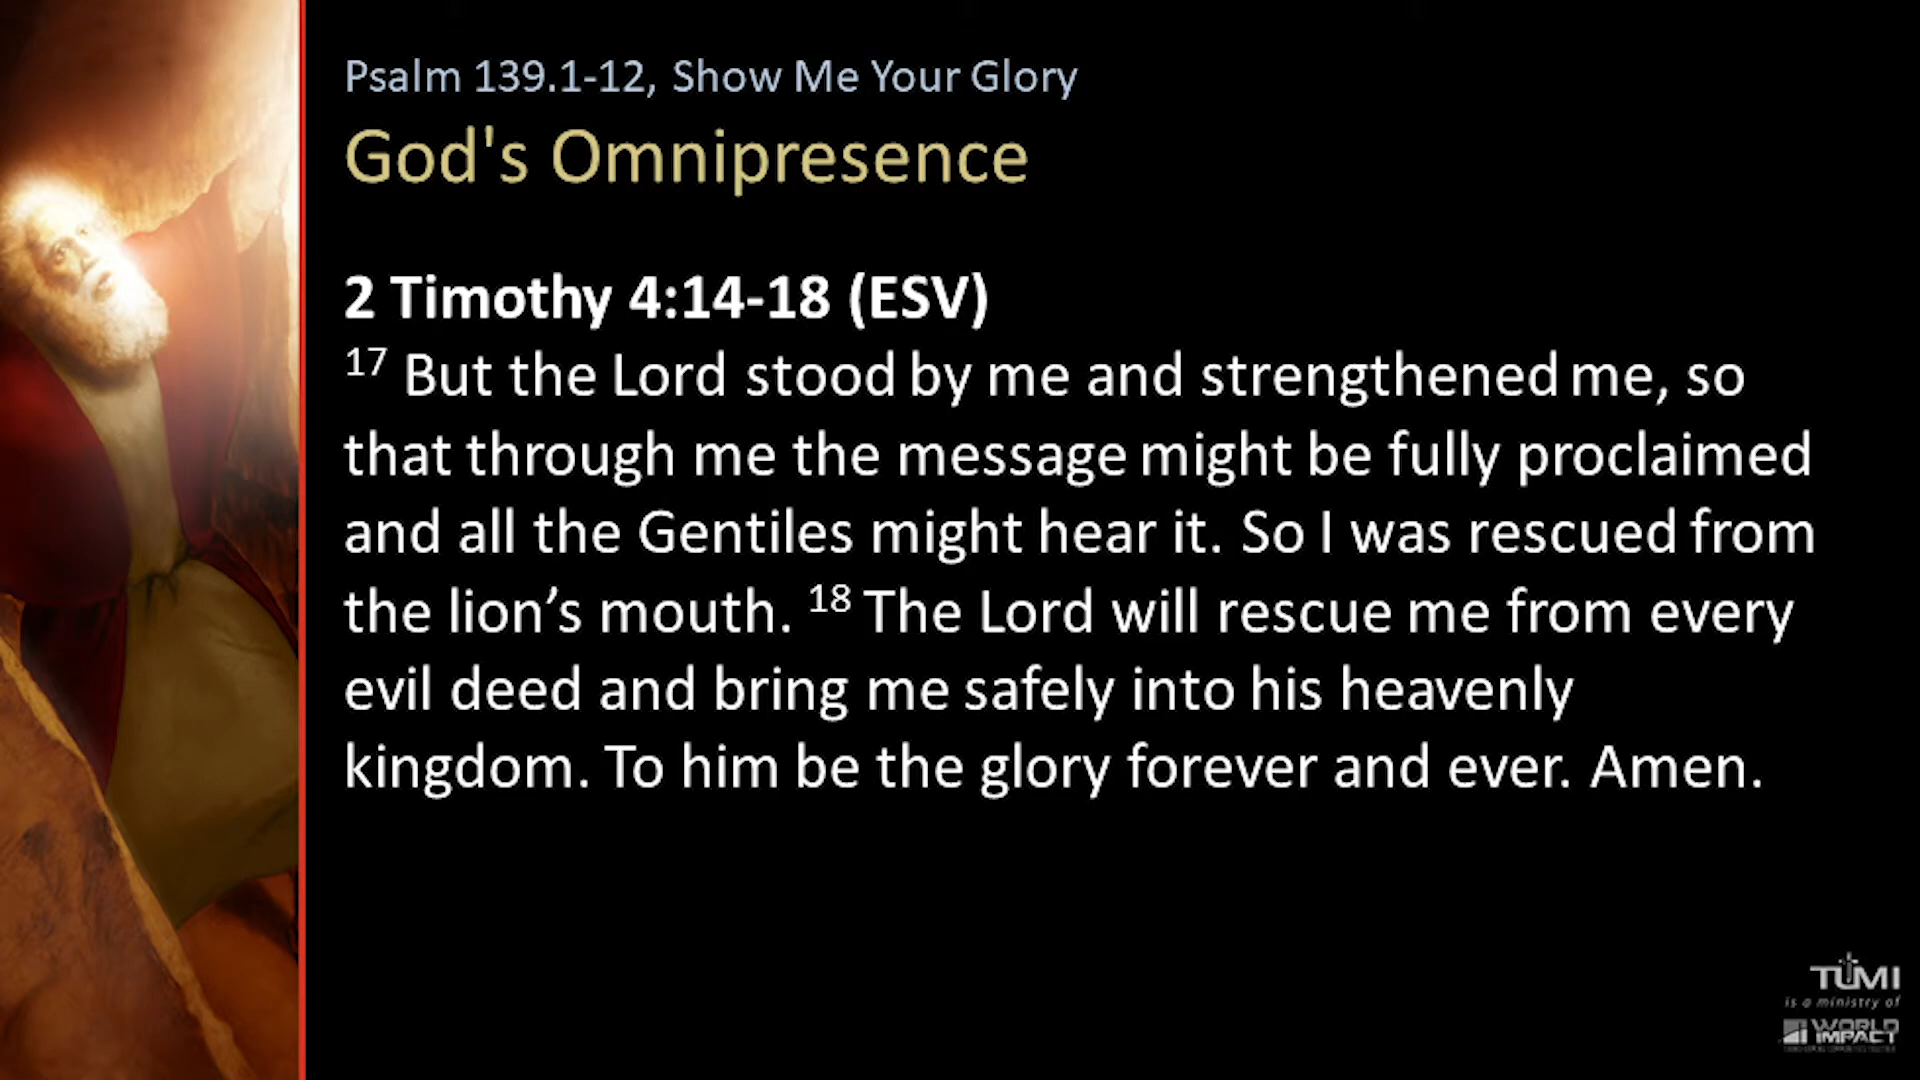 Psalm 139.1-12, Show Me Your Glory
God's Omnipresence
2 Timothy 4:14-18 (ESV)
17 But the Lord stood by me and strengthened me, so
that through me the message might be fully proclaimed
and all the Gentiles might hear it. So I was rescued from
the lion’s mouth. 18 The Lord will rescue me from every
evil deed and bring me safely into his heavenly
kingdom. To him be the glory forever and ever. Amen.
TUMI
is a ministry of
WORLD
IMPACT